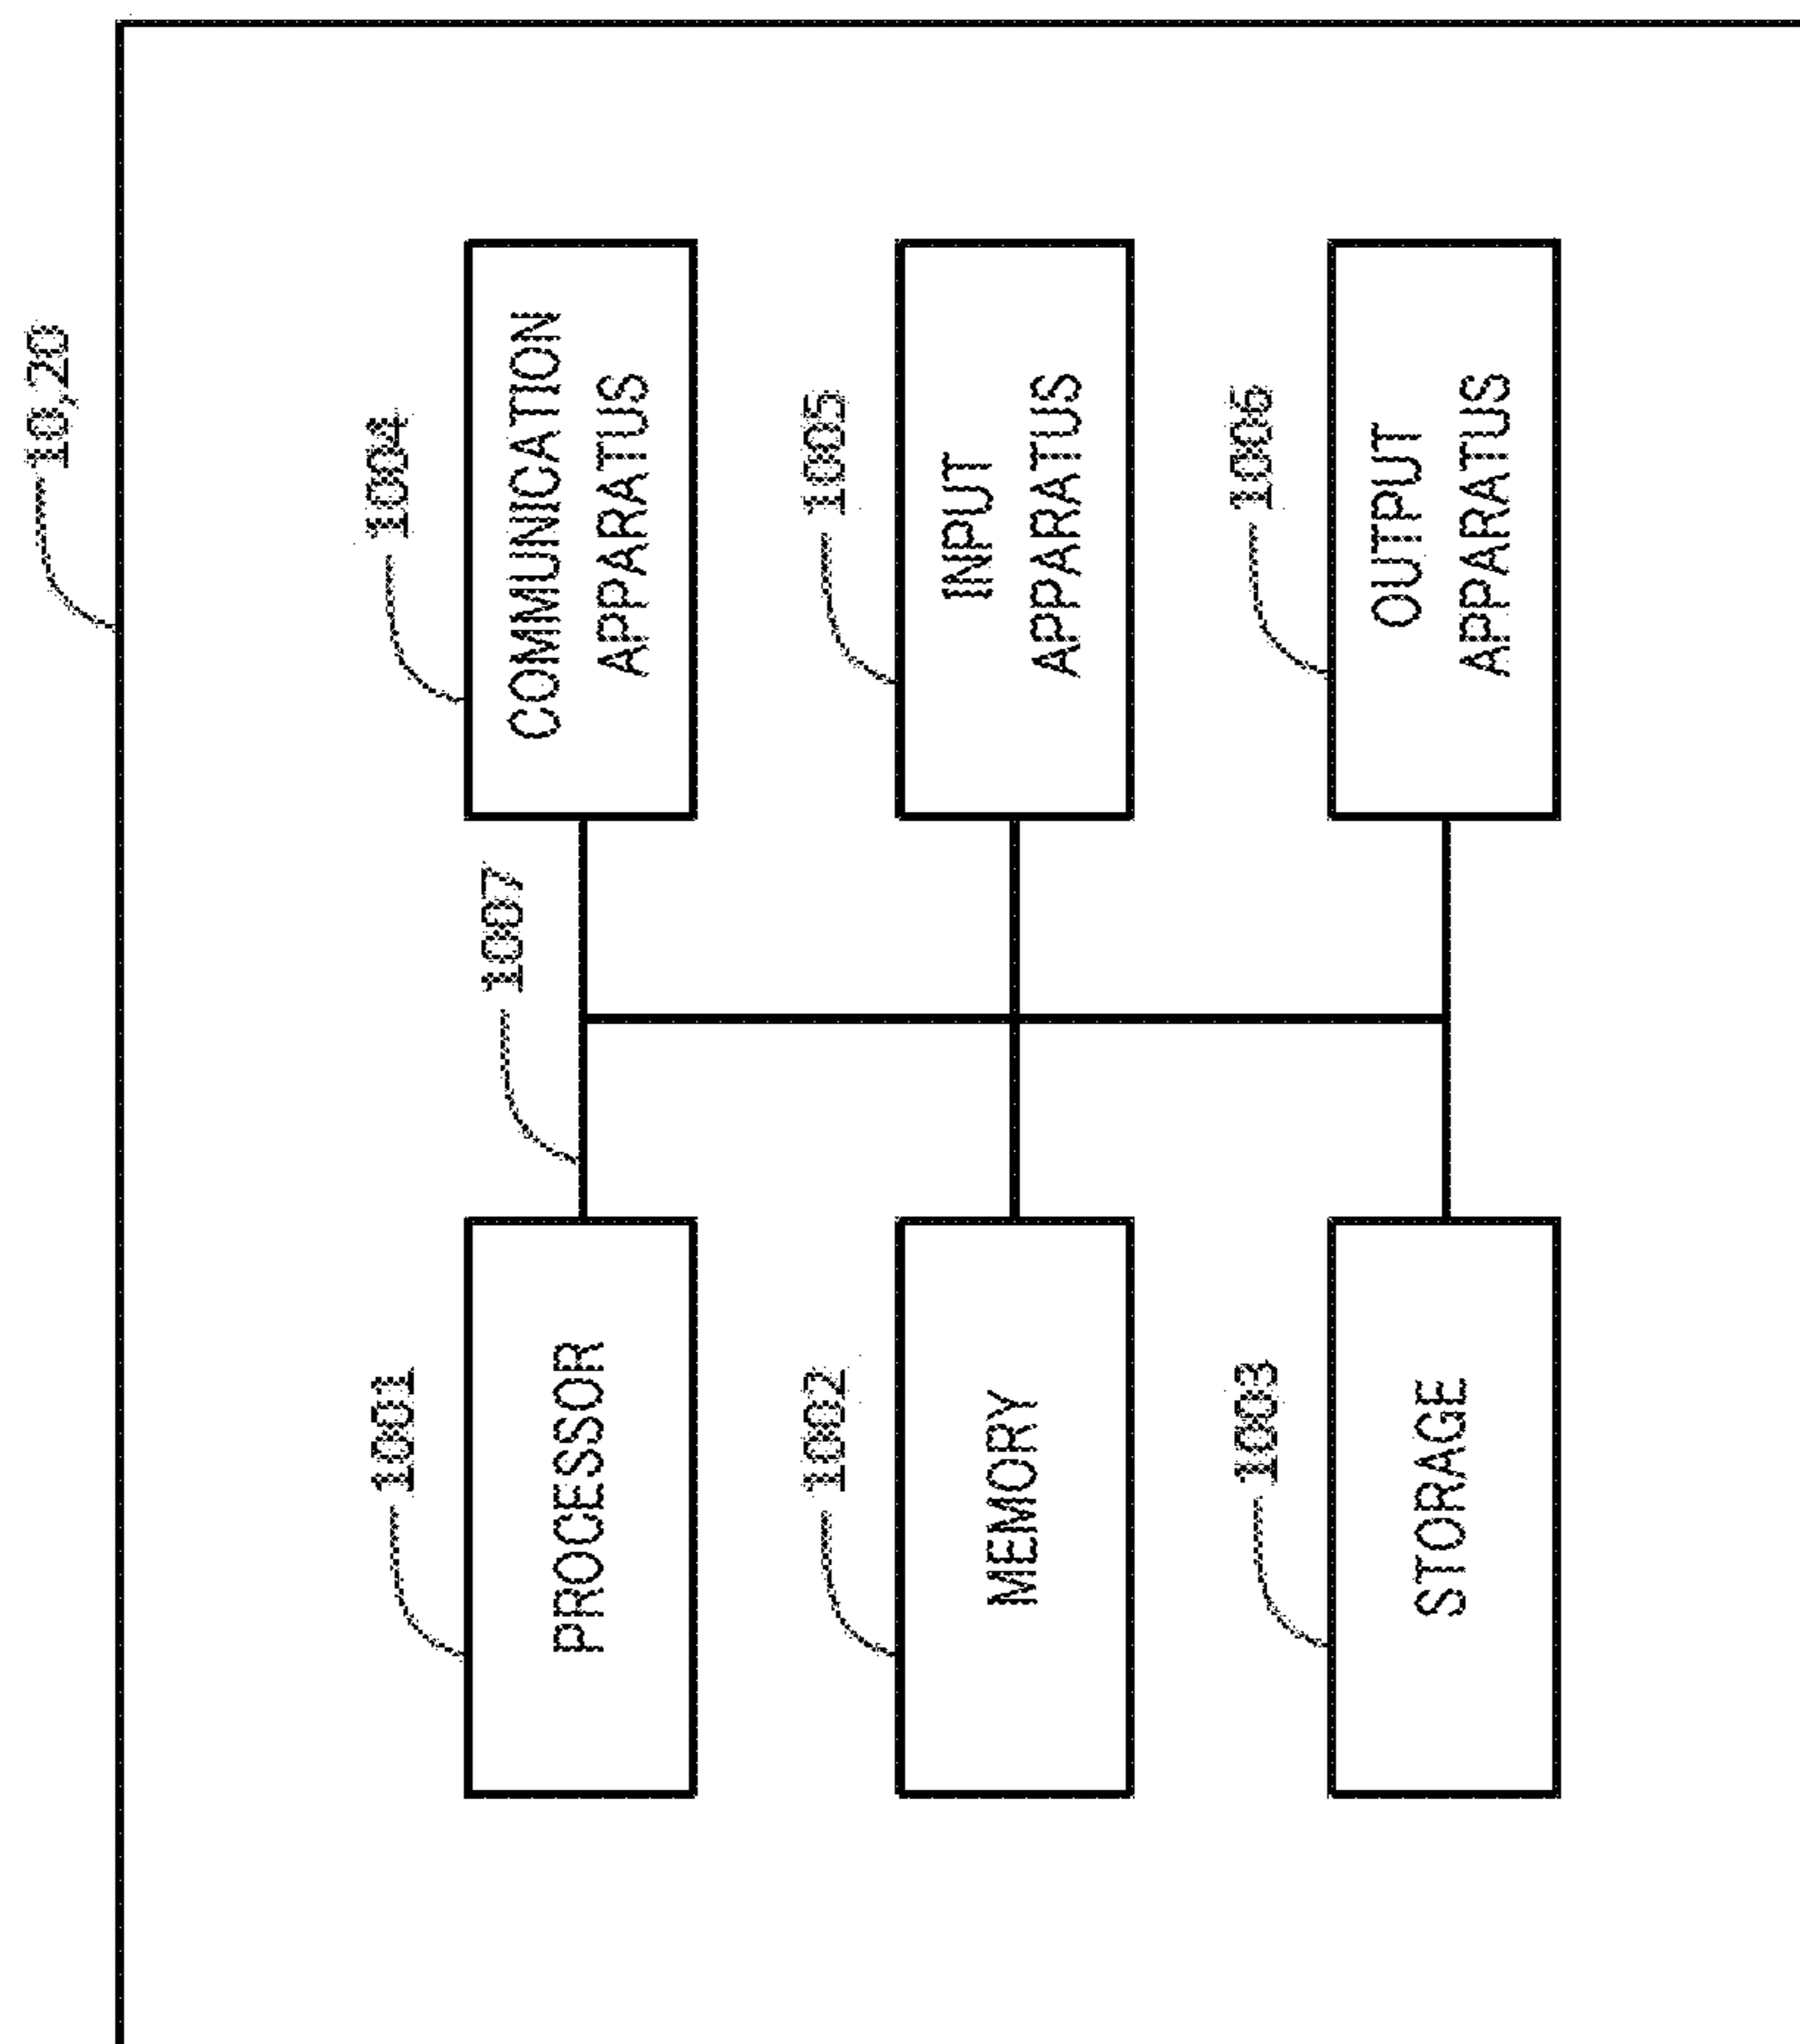 10,20
1001
PROCESSOR
1007
1004
COMMUNICATION
APPARATUS
1002
MEMORY
1005
INPUT
APPARATUS
1003
STORAGE
1006
OUTPUT
APPARATUS